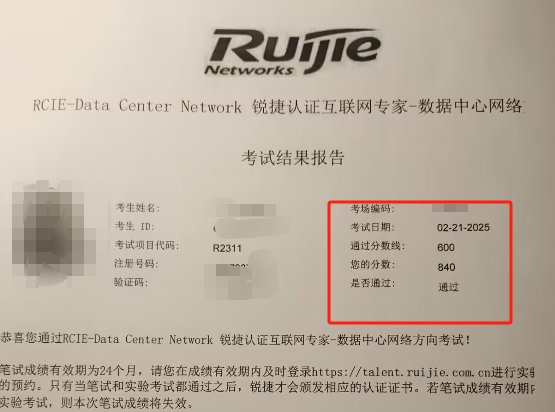 Ruijie
Networks
RCIE-Data Center Network 锐捷认证互联网专家-数据中心网络
考试结果报告
考生姓名:
考场编码:
考生 ID:
考试日期: 02-21-2025
考试项目代码: R2311
通过分数线: 600
注册号码:
您的分数: 840
验证码:
是否通过: 通过
恭喜您通过RCIE-Data Center Network 锐捷认证互联网专家-数据中心网络方向考试!
笔试成绩有效期为24个月, 请您在成绩有效期内及时登录https://talent.ruijie.com.cn进行实
的预约。只有当笔试和实验考试都通过之后, 锐捷才会颁发相应的认证证书。若笔试成绩有效期
实验考试, 则本次笔试成绩将失效。